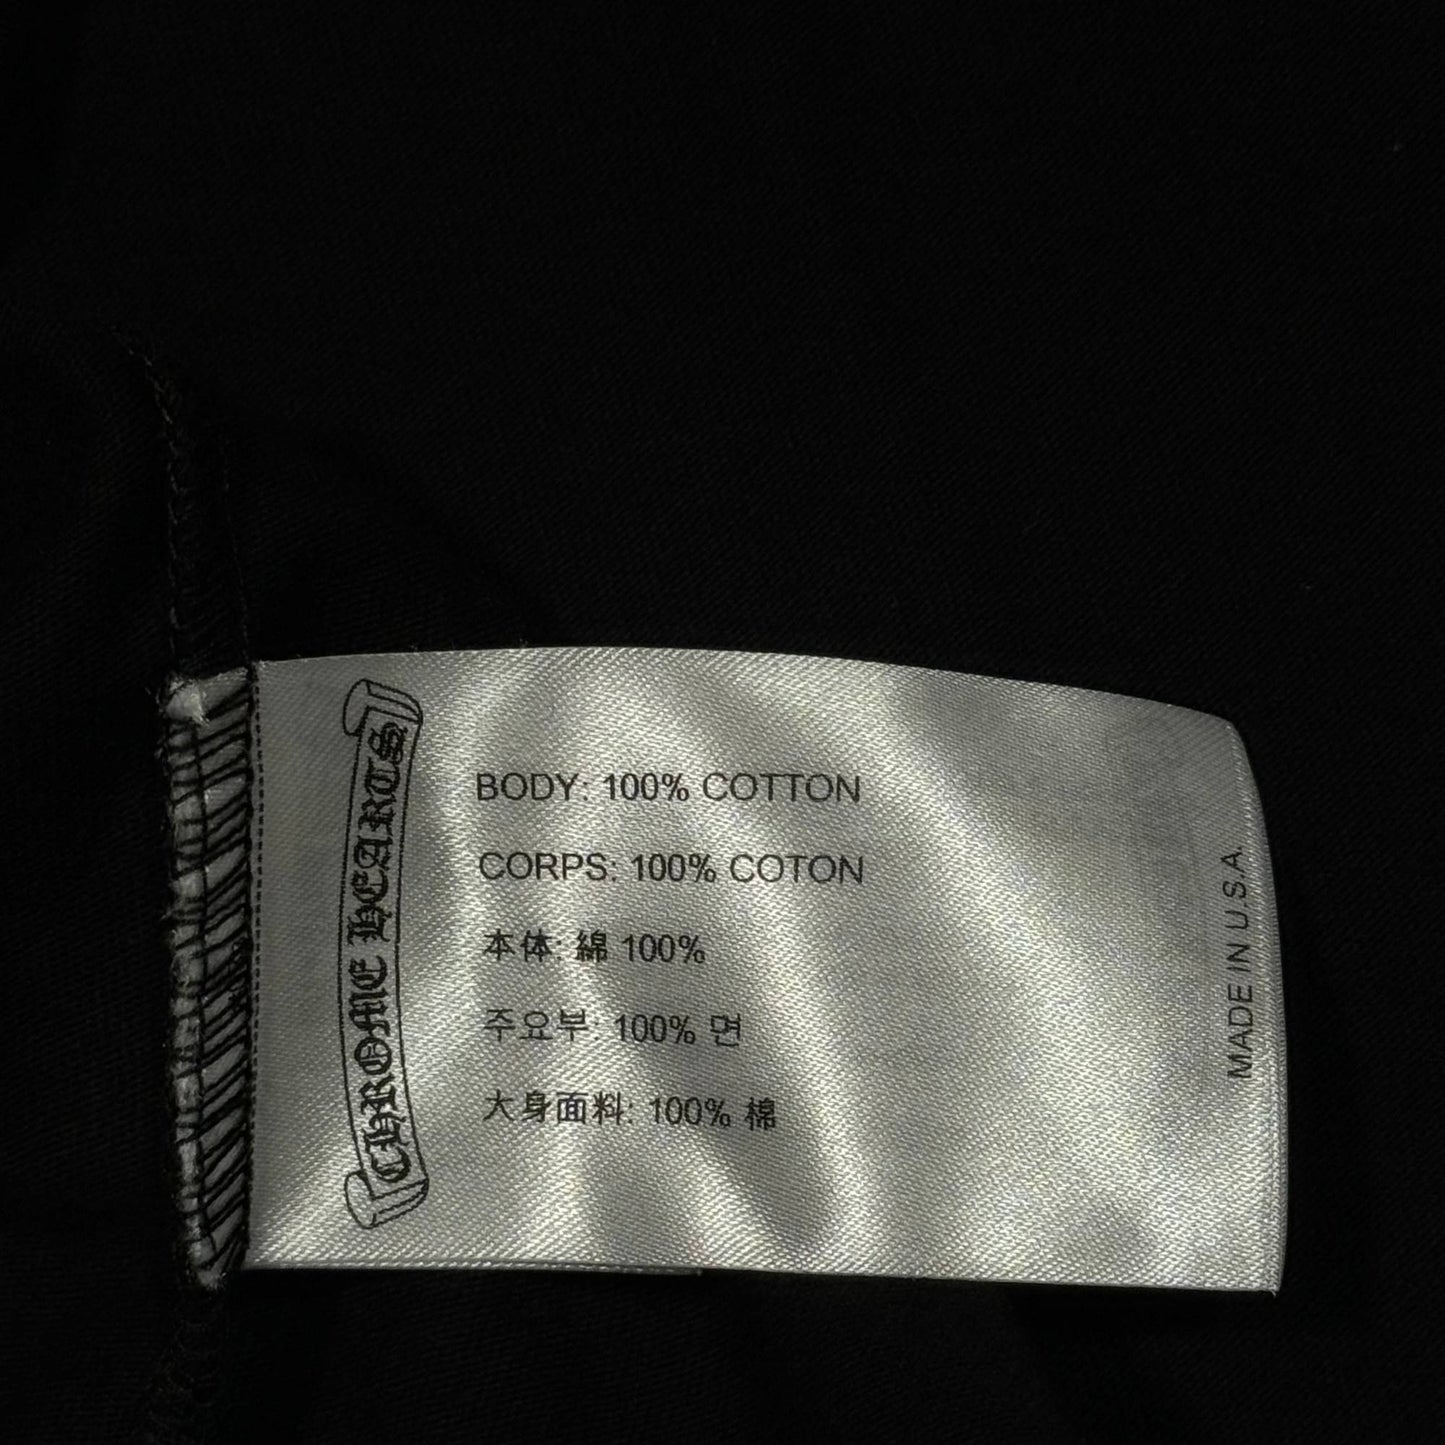 CHROME HEARTS
BODY: 100% COTTON
CORPS: 100% COTON
本体: 綿 100%
주요부: 100% 면
大身面料: 100% 棉
MADE IN U.S.A.